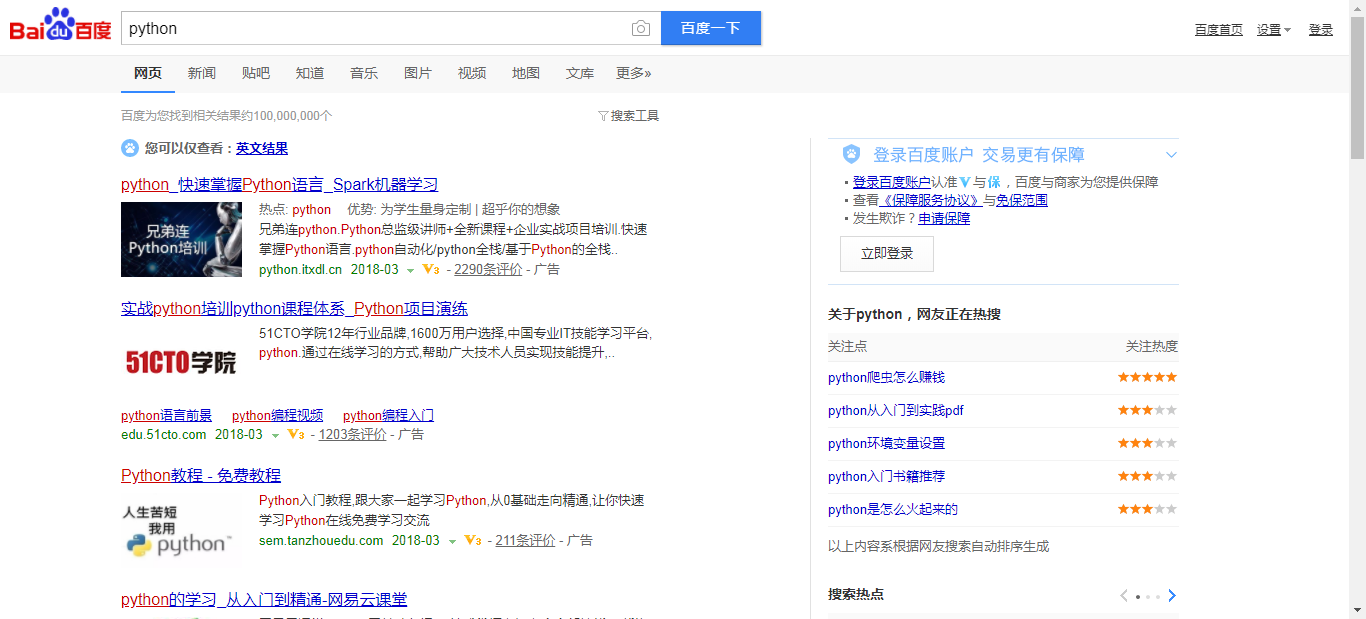 Bai du 百度
python
百度一下
百度首页 设置 登录
网页 新闻 贴吧 知道 音乐 图片 视频 地图 文库 更多»
百度为您找到相关结果约100,000,000个
搜索工具
您可以仅查看：英文结果
python_快速掌握Python语言_Spark机器学习
兄弟连
Python培训
热点: python 优势: 为学生量身定制 | 超乎你的想象
兄弟连python.Python总监级讲师+全新课程+企业实战项目培训.快速
掌握Python语言.python自动化/python全栈/基于Python的全栈..
python.itxdl.cn 2018-03 V3 - 2290条评价 - 广告
实战python培训python课程体系_Python项目演练
51CTO学院
51CTO学院12年行业品牌,1600万用户选择,中国专业IT技能学习平台,
python.通过在线学习的方式,帮助广大技术人员实现技能提升,..
python语言前景 python编程视频 python编程入门
edu.51cto.com 2018-03 V3 - 1203条评价 - 广告
Python教程 - 免费教程
人生苦短
我用
python
Python入门教程,跟大家一起学习Python,从0基础走向精通,让你快速
学习Python在线免费学习交流
sem.tanzhouedu.com 2018-03 V3 - 211条评价 - 广告
python的学习_从入门到精通-网易云课堂
登录百度账户 交易更有保障
登录百度账户认准V与保，百度与商家为您提供保障
查看《保障服务协议》与免保范围
发生欺诈？申请保障
立即登录
关于python，网友正在热搜
关注点 关注热度
python爬虫怎么赚钱
python从入门到实践pdf
python环境变量设置
python入门书籍推荐
python是怎么火起来的
以上内容系根据网友搜索自动排序生成
搜索热点